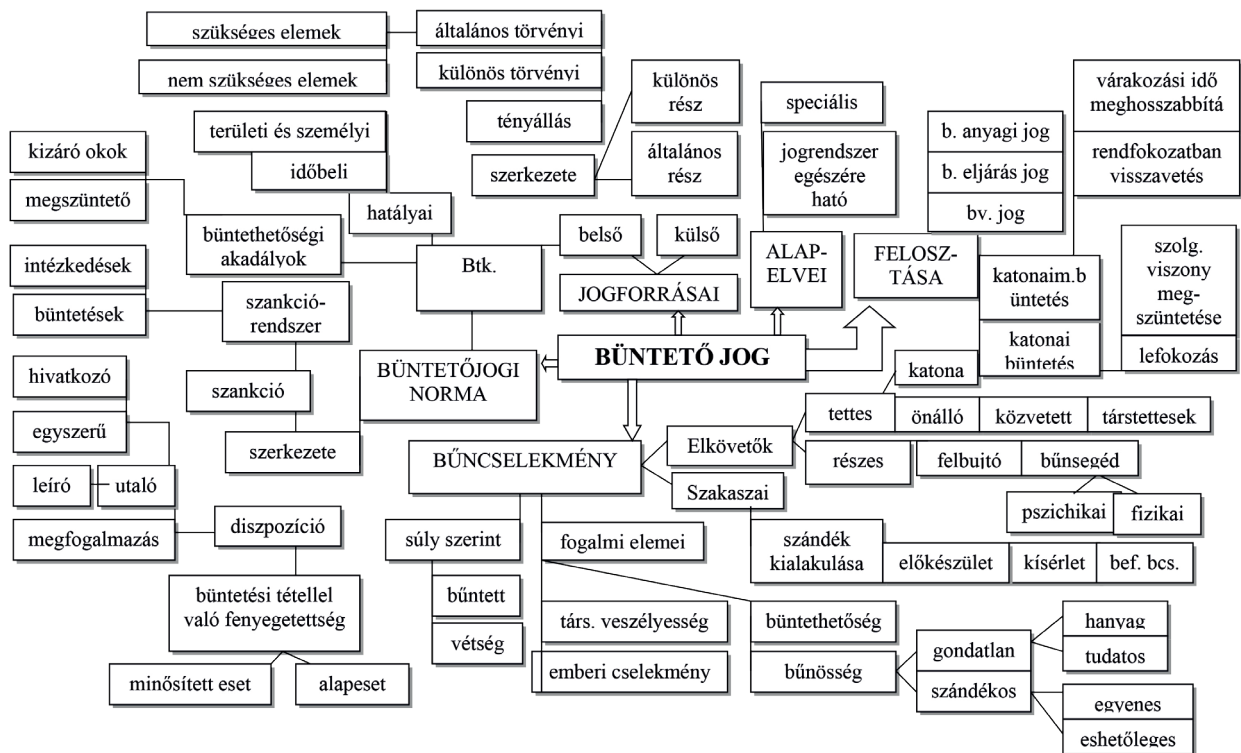 szükséges elemek
általános törvényi
nem szükséges elemek
különös törvényi
tényállás
különös
rész
szerkezete
általános
rész
speciális
jogrendszer
egészére
ható
b. anyagi jog
b. eljárás jog
bv. jog
várakozási idő
meghosszabbítá
rendfokozatban
visszavetés
területi és személyi
időbeli
hatályai
kizáró okok
megszüntető
büntethetőségi
akadályok
Btk.
belső
külső
JOGFORRÁSAI
ALAP-
ELVEI
FELOSZ-
TÁSA
katonaim.b
üntetés
katonai
büntetés
szolg.
viszony
meg-
szüntetése
lefokozás
intézkedések
büntetések
szankció-
rendszer
BÜNTETŐ JOG
BÜNTETŐJOGI
NORMA
hivatkozó
egyszerű
leíró
utaló
megfogalmazás
szankció
szerkezete
diszpozíció
büntetési tétellel
való fenyegetettség
minősített eset
alapeset
BŰNCSELEKMÉNY
Elkövetők
Szakaszai
katona
tettes
önálló
közvetett
társtettesek
részes
felbujtó
bűnsegéd
pszichikai
fizikai
szándék
kialakulása
előkészület
kísérlet
bef. bcs.
súly szerint
bűntett
vétség
fogalmi elemei
társ. veszélyesség
emberi cselekmény
büntethetőség
bűnösség
gondatlan
szándékos
hanyag
tudatos
egyenes
eshetőleges